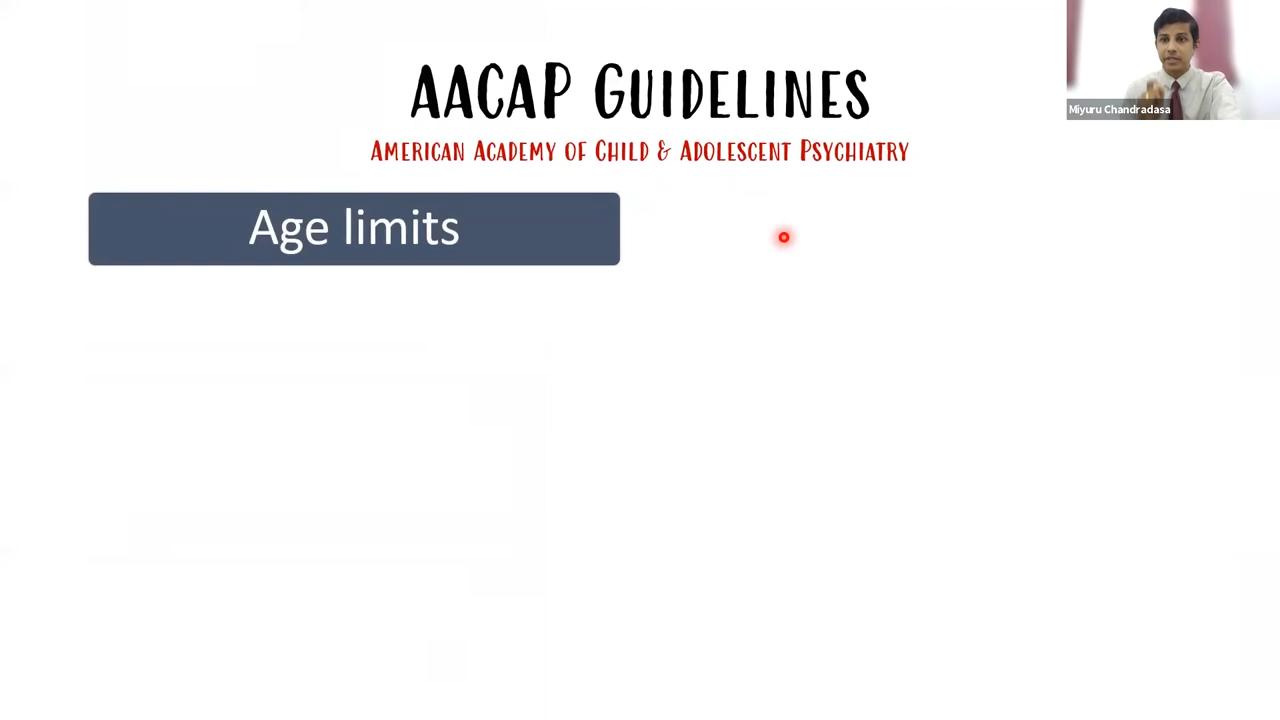 AACAP Guidelines
American Academy of Child & Adolescent Psychiatry
Miyuru Chandradasa
Age limits